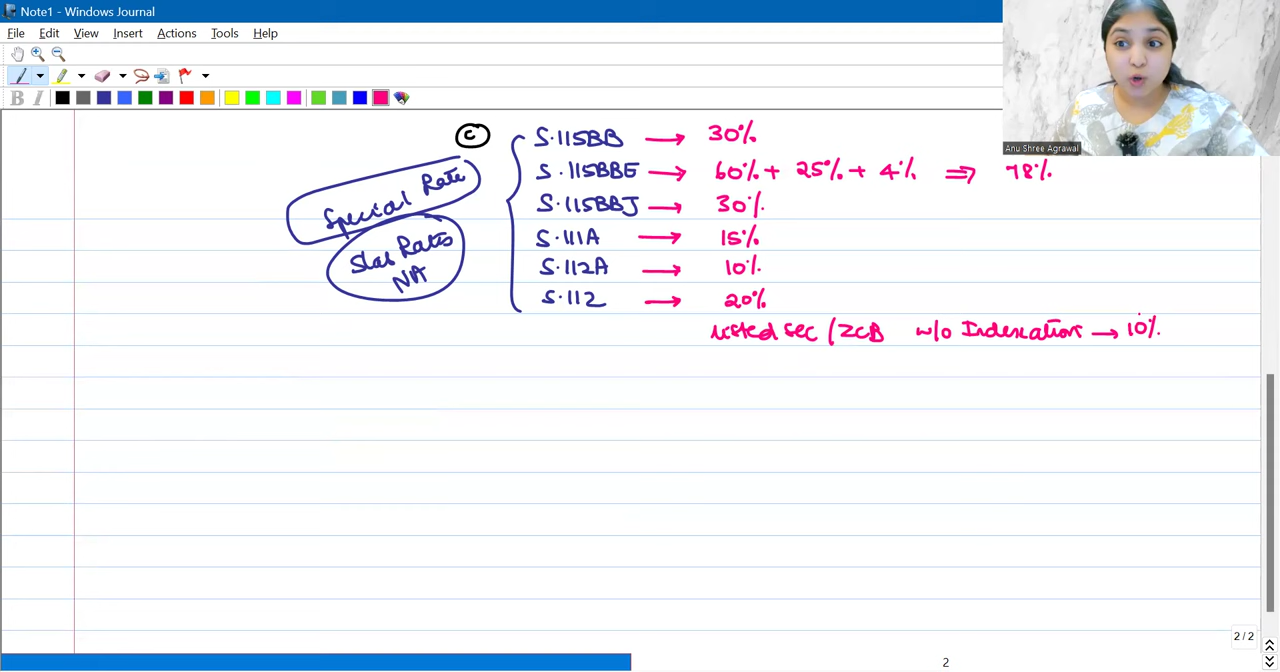 Note1 - Windows Journal
File Edit View Insert Actions Tools Help
B I
Anu Shree Agrawal
C
S.115BB → 30%
S.115BBE → 60% + 25% + 4% ⇒ 78%
S.115BBJ → 30%
S.111A → 15%
S.112A → 10%
S.112 → 20%
listed sec / ZCB w/o Indexation → 10%
Special Rate
Slab Rates
NA
2 / 2
2